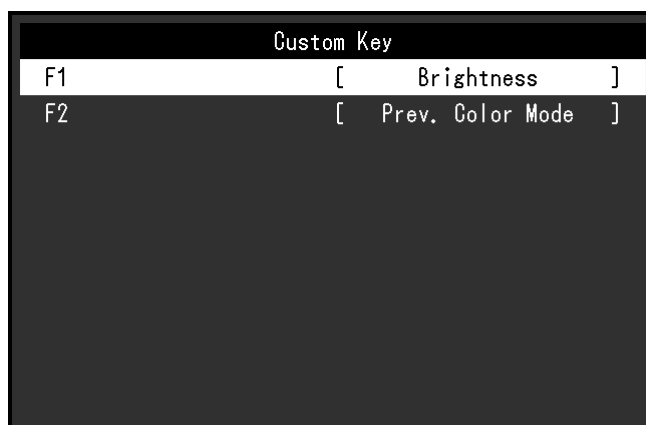 Custom Key
F1 [ Brightness ]
F2 [ Prev. Color Mode ]